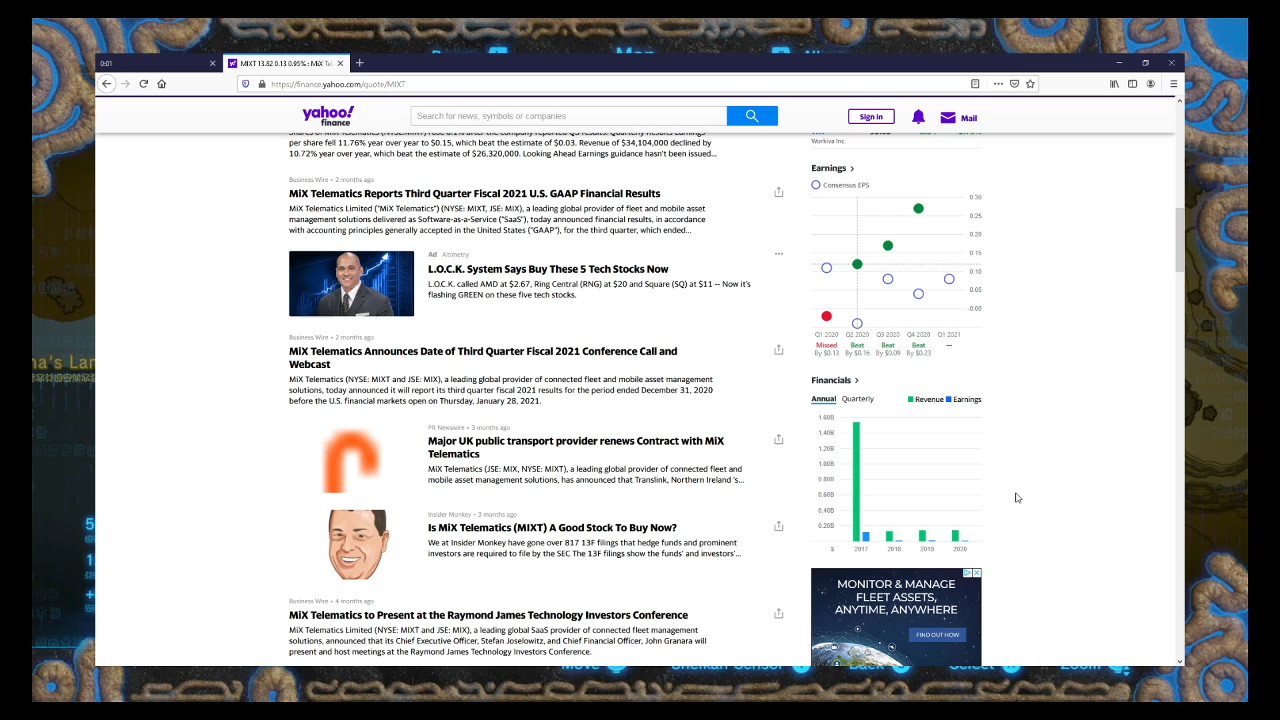 0:01
MIXT 13.82 0.13 0.95% : MiX Tel
https://finance.yahoo.com/quote/MIXT
yahoo!
finance
Search for news, symbols or companies
Sign in
Mail
per share fell 11.76% year over year to $0.15, which beat the estimate of $0.03. Revenue of $34,104,000 declined by
10.72% year over year, which beat the estimate of $26,320,000. Looking Ahead Earnings guidance hasn't been issued...
Business Wire • 2 months ago
MiX Telematics Reports Third Quarter Fiscal 2021 U.S. GAAP Financial Results
MiX Telematics Limited ("MiX Telematics") (NYSE: MIXT, JSE: MIX), a leading global provider of fleet and mobile asset
management solutions delivered as Software-as-a-Service ("SaaS"), today announced financial results, in accordance
with accounting principles generally accepted in the United States ("GAAP"), for the third quarter, which ended...
Ad Altimetry
L.O.C.K. System Says Buy These 5 Tech Stocks Now
L.O.C.K. called AMD at $2.67, Ring Central (RNG) at $20 and Square (SQ) at $11 -- Now it's
flashing GREEN on these five tech stocks.
Business Wire • 2 months ago
MiX Telematics Announces Date of Third Quarter Fiscal 2021 Conference Call and
Webcast
MiX Telematics (NYSE: MIXT and JSE: MIX), a leading global provider of connected fleet and mobile asset management
solutions, today announced it will report its third quarter fiscal 2021 results for the period ended December 31, 2020
before the U.S. financial markets open on Thursday, January 28, 2021.
PR Newswire • 3 months ago
Major UK public transport provider renews Contract with MiX
Telematics
MiX Telematics (JSE: MIX, NYSE: MIXT), a leading global provider of connected fleet and
mobile asset management solutions, has announced that Translink, Northern Ireland 's...
Insider Monkey • 3 months ago
Is MiX Telematics (MIXT) A Good Stock To Buy Now?
We at Insider Monkey have gone over 817 13F filings that hedge funds and prominent
investors are required to file by the SEC The 13F filings show the funds' and investors'...
Business Wire • 4 months ago
MiX Telematics to Present at the Raymond James Technology Investors Conference
MiX Telematics Limited (NYSE: MIXT and JSE: MIX), a leading global SaaS provider of connected fleet management
solutions, announced that its Chief Executive Officer, Stefan Joselowitz, and Chief Financial Officer, John Granara will
present and host meetings at the Raymond James Technology Investors Conference.
Workiva Inc.
Earnings
Consensus EPS
0.30
0.25
0.20
0.15
0.10
0.05
-0.00
Q1 2020 Q2 2020 Q3 2020 Q4 2020 Q1 2021
Missed Beat Beat Beat —
By $0.13 By $0.16 By $0.09 By $0.23
Financials
Annual Quarterly Revenue Earnings
1.60B
1.40B
1.20B
1.00B
0.80B
0.60B
0.40B
0.20B
$ 2017 2018 2019 2020
MONITOR & MANAGE
FLEET ASSETS,
ANYTIME, ANYWHERE
FIND OUT HOW